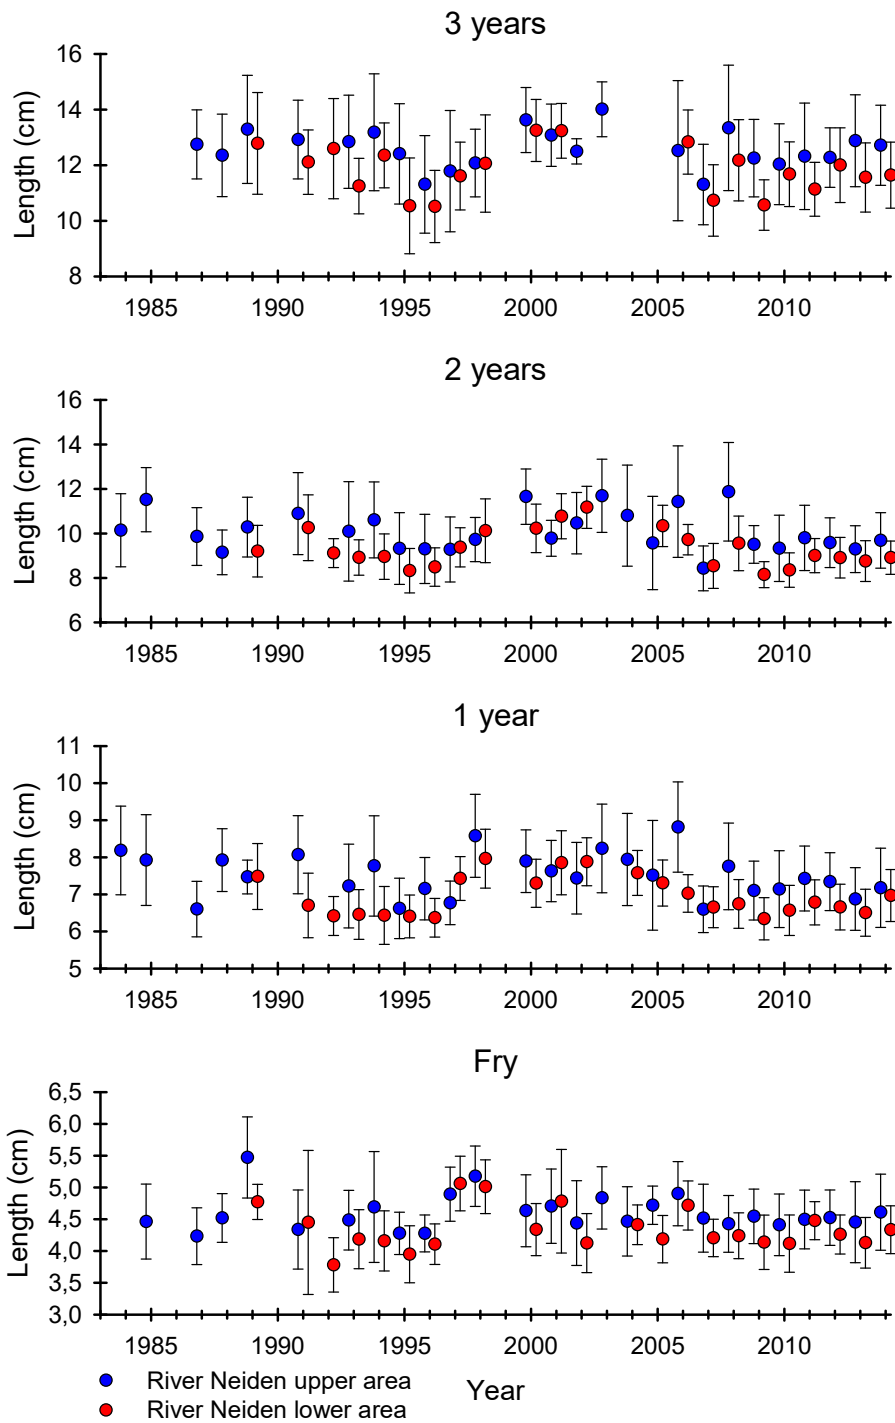 3 years
Length (cm)
16
14
12
10
8
1985 1990 1995 2000 2005 2010
2 years
Length (cm)
16
14
12
10
8
6
1985 1990 1995 2000 2005 2010
1 year
Length (cm)
11
10
9
8
7
6
5
1985 1990 1995 2000 2005 2010
Fry
Length (cm)
6,5
6,0
5,5
5,0
4,5
4,0
3,5
3,0
1985 1990 1995 2000 2005 2010
River Neiden upper area
Year
River Neiden lower area